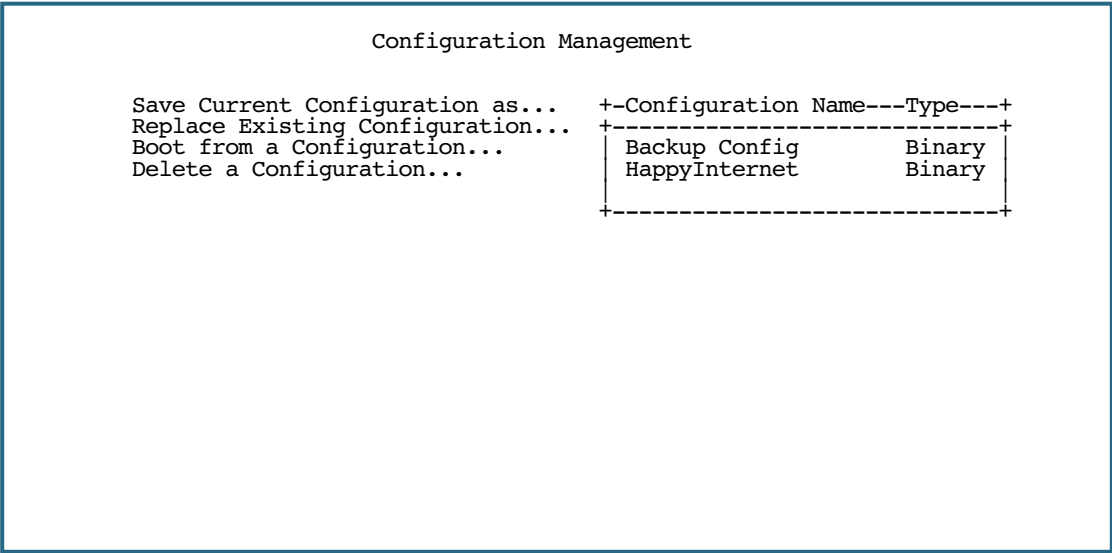 Configuration Management
Save Current Configuration as...   +-Configuration Name---Type---+
Replace Existing Configuration...  +-----------------------------+
Boot from a Configuration...       | Backup Config        Binary |
Delete a Configuration...          | HappyInternet        Binary |
|                             |
+-----------------------------+